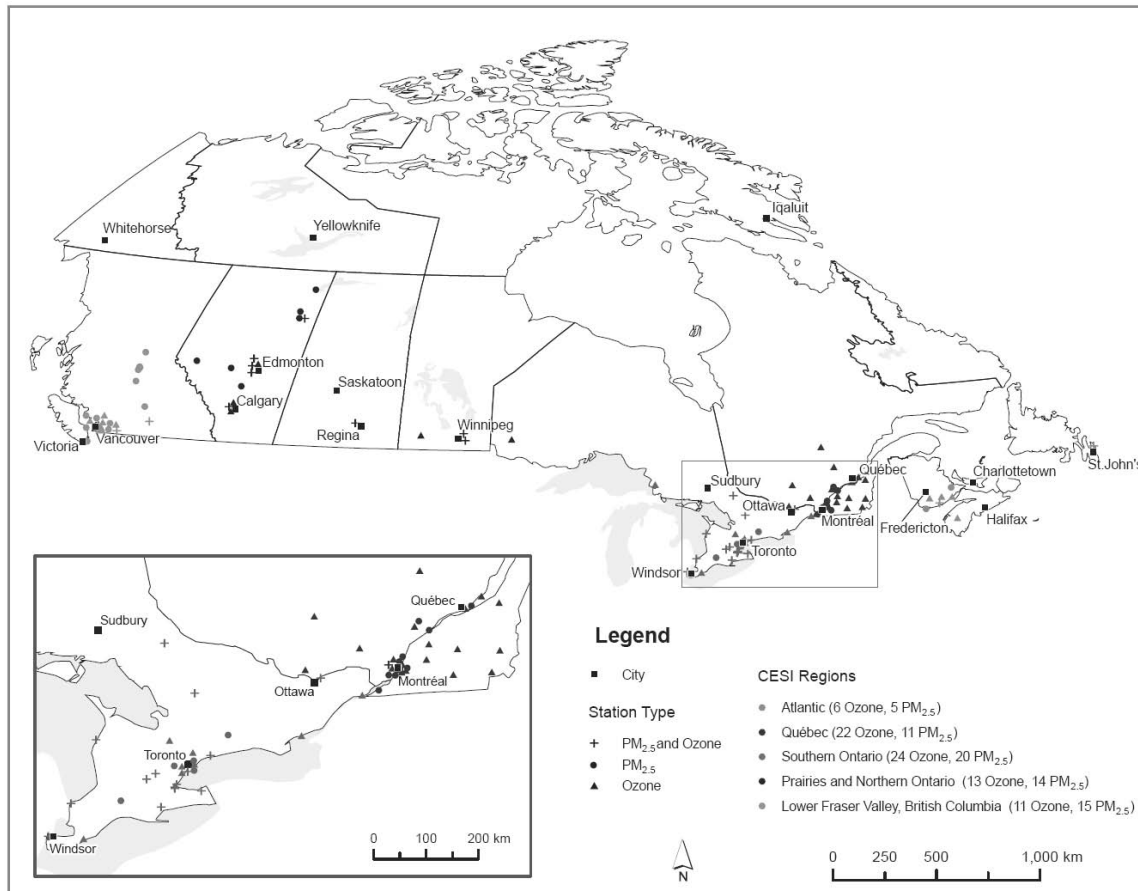 Iqaluit
Yellowknife
Whitehorse
Edmonton
Saskatoon
Calgary
Winnipeg
Regina
Vancouver
Victoria
St.John's
Québec
Charlottetown
Sudbury
Ottawa
Montréal
Fredericton
Halifax
Toronto
Windsor
Québec
Sudbury
Montréal
Ottawa
Toronto
Windsor
0 100 200 km
Legend
City
Station Type
PM2.5 and Ozone
PM2.5
Ozone
CESI Regions
Atlantic (6 Ozone, 5 PM2.5)
Québec (22 Ozone, 11 PM2.5)
Southern Ontario (24 Ozone, 20 PM2.5)
Prairies and Northern Ontario (13 Ozone, 14 PM2.5)
Lower Fraser Valley, British Columbia (11 Ozone, 15 PM2.5)
N
0 250 500 1,000 km